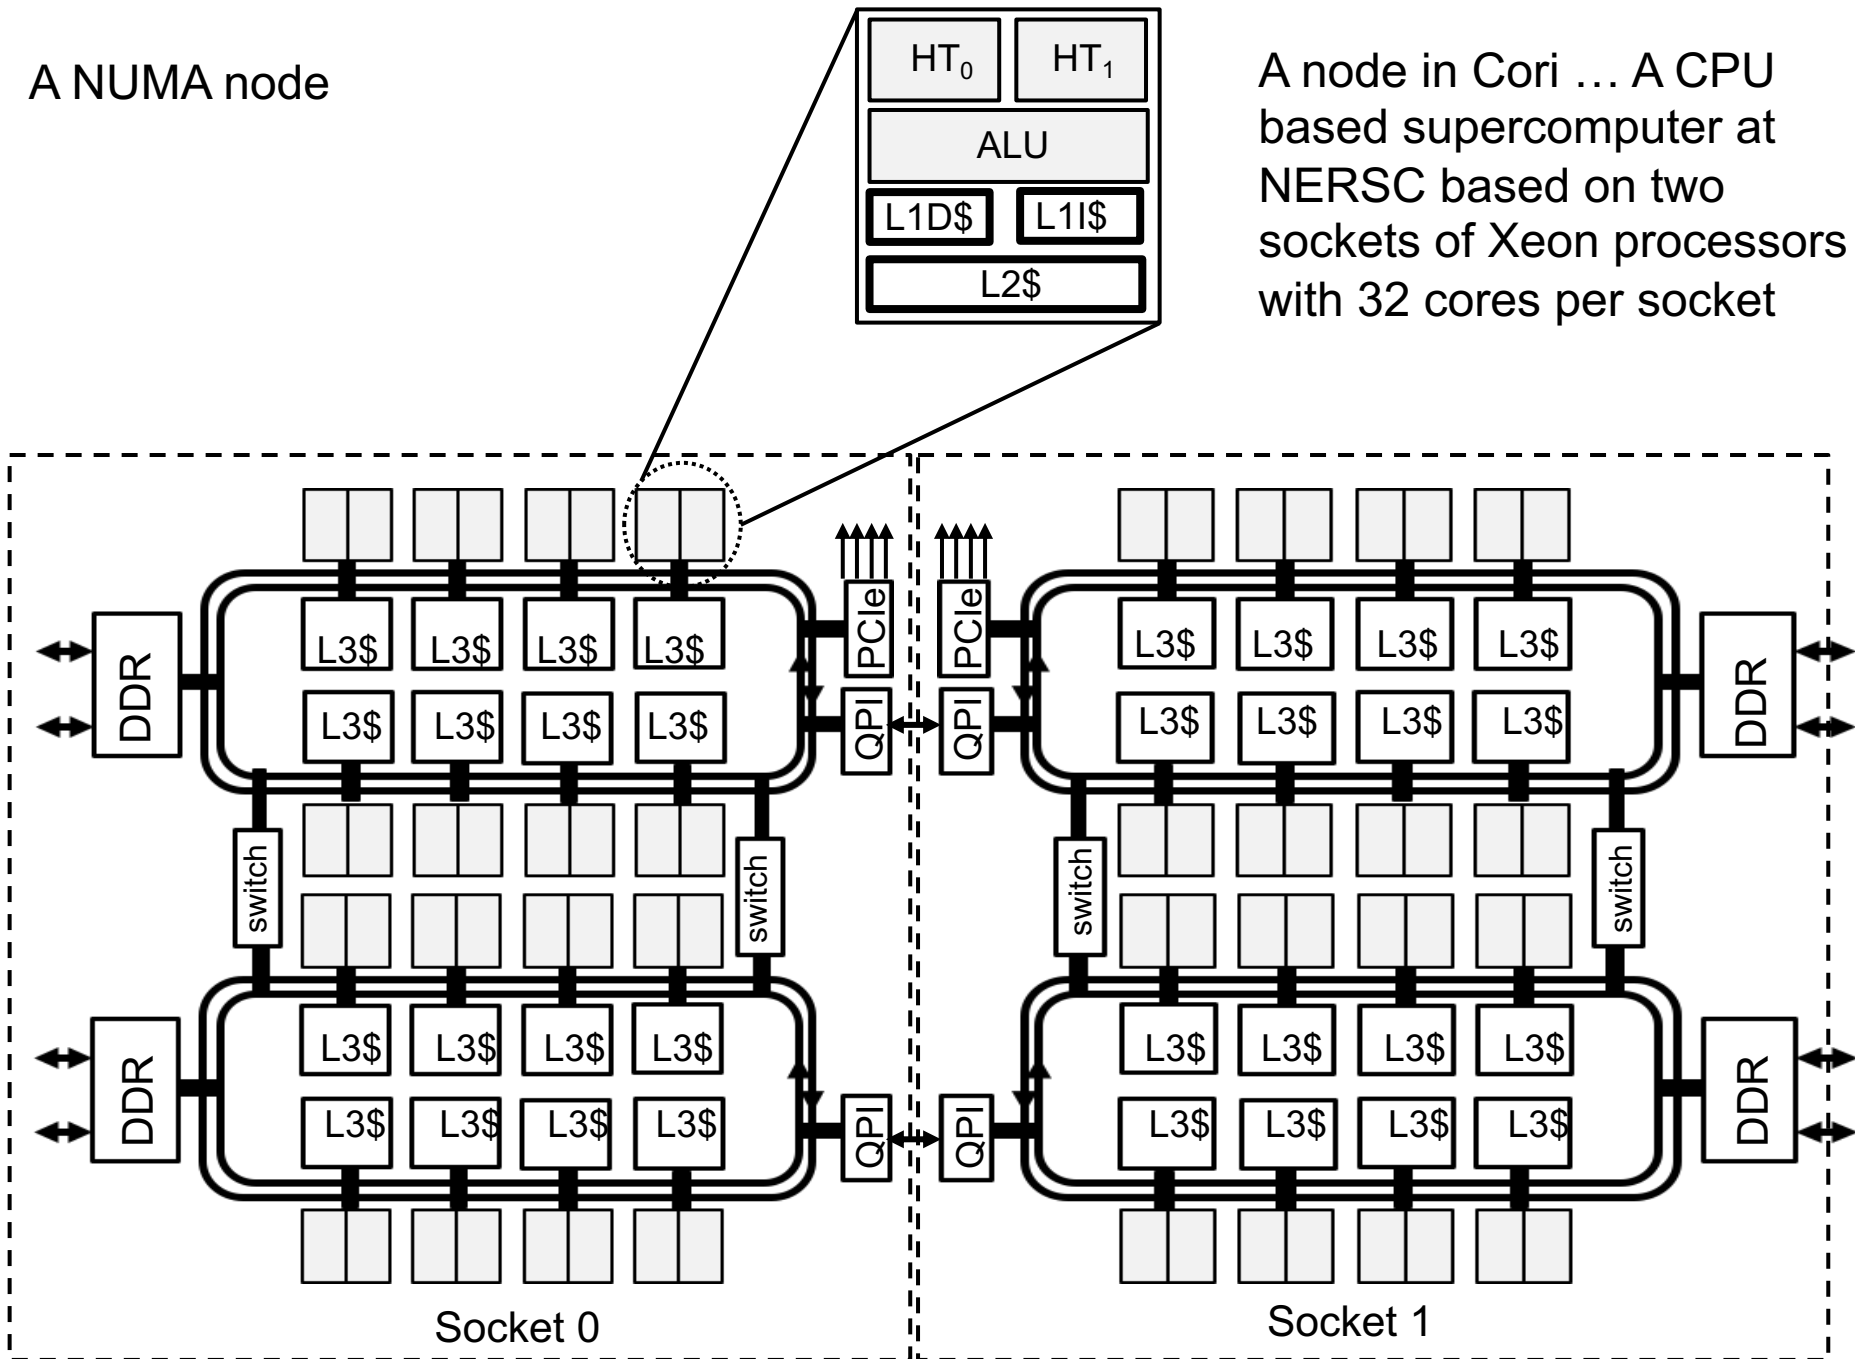 A NUMA node
HT0 HT1
ALU
L1D$ L1I$
L2$
A node in Cori … A CPU
based supercomputer at
NERSC based on two
sockets of Xeon processors
with 32 cores per socket
DDR
L3$ L3$ L3$ L3$
PCIe
L3$ L3$ L3$ L3$
QPI
switch
switch
DDR
L3$ L3$ L3$ L3$
L3$ L3$ L3$ L3$
QPI
Socket 0
PCIe
L3$ L3$ L3$ L3$
DDR
QPI
L3$ L3$ L3$ L3$
switch
switch
L3$ L3$ L3$ L3$
DDR
QPI
L3$ L3$ L3$ L3$
Socket 1